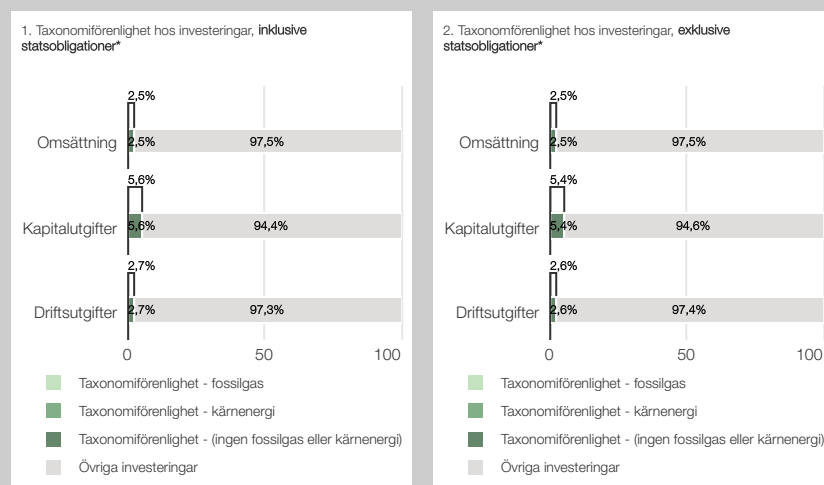 1. Taxonomiförenlighet hos investeringar, inklusive
statsobligationer*
2,5%
Omsättning 2,5% 97,5%
5,6%
Kapitalutgifter 5,6% 94,4%
2,7%
Driftsutgifter 2,7% 97,3%
0 50 100
Taxonomiförenlighet - fossilgas
Taxonomiförenlighet - kärnenergi
Taxonomiförenlighet - (ingen fossilgas eller kärnenergi)
Övriga investeringar
2. Taxonomförenlighet hos investeringar, exklusive
statsobligationer*
2,5%
Omsättning 2,5% 97,5%
5,4%
Kapitalutgifter 5,4% 94,6%
2,6%
Driftsutgifter 2,6% 97,4%
0 50 100
Taxonomiförenlighet - fossilgas
Taxonomiförenlighet - kärnenergi
Taxonomiförenlighet - (ingen fossilgas eller kärnenergi)
Övriga investeringar